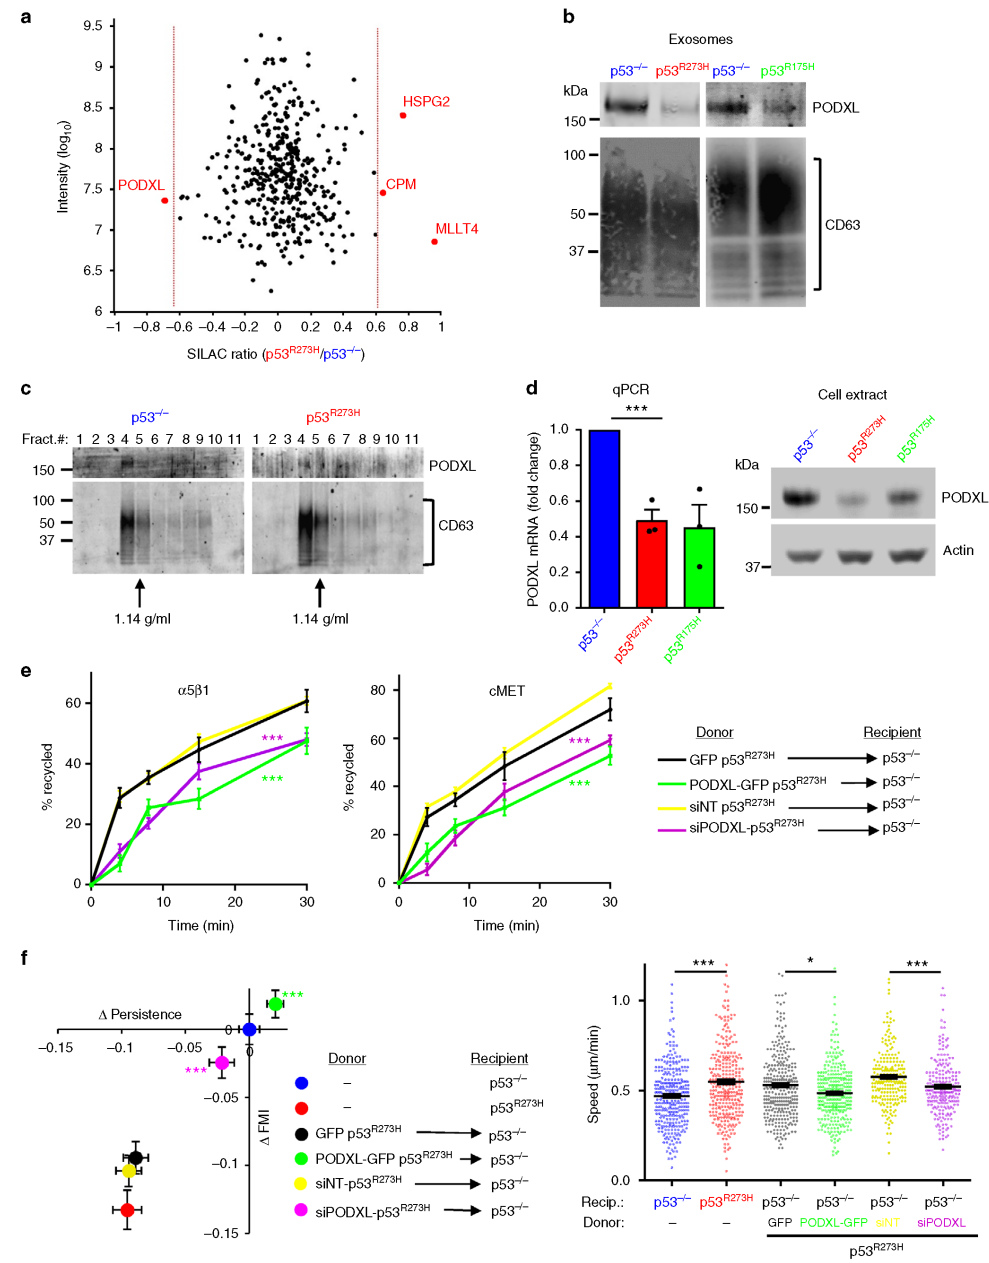 a
9.5
9
8.5
8
7.5
7
6.5
6
Intensity (log10)
−1 −0.8 −0.6 −0.4 −0.2 0 0.2 0.4 0.6 0.8 1
SILAC ratio (p53R273H/p53−/−)
PODXL
HSPG2
CPM
MLLT4
b
Exosomes
p53−/− p53R273H p53−/− p53R175H
kDa
150
PODXL
100
50
37
CD63
c
p53−/− p53R273H
Fract.#: 1 2 3 4 5 6 7 8 9 10 11 1 2 3 4 5 6 7 8 9 10 11
150
PODXL
100
50
37
CD63
1.14 g/ml 1.14 g/ml
d
qPCR
***
PODXL mRNA (fold change)
1.0
0.8
0.6
0.4
0.2
0.0
p53−/− p53R273H p53R175H
Cell extract
p53−/− p53R273H p53R175H
kDa
150
PODXL
37
Actin
e
α5β1
% recycled
60
40
20
0
0 10 20 30
Time (min)
***
***
cMET
% recycled
80
60
40
20
0
0 10 20 30
Time (min)
***
***
Donor Recipient
GFP p53R273H p53−/−
PODXL-GFP p53R273H p53−/−
siNT p53R273H p53−/−
siPODXL-p53R273H p53−/−
f
Δ Persistence
−0.15 −0.1 −0.05 0
0
−0.05
−0.1
−0.15
Δ FMI
***
***
Donor Recipient
– p53−/−
– p53R273H
GFP p53R273H p53−/−
PODXL-GFP p53R273H p53−/−
siNT-p53R273H p53−/−
siPODXL-p53R273H p53−/−
*** * ***
Speed (µm/min)
1.0
0.5
0.0
Recip.: p53−/− p53R273H p53−/− p53−/− p53−/− p53−/−
Donor: – – GFP PODXL-GFP siNT siPODXL
p53R273H